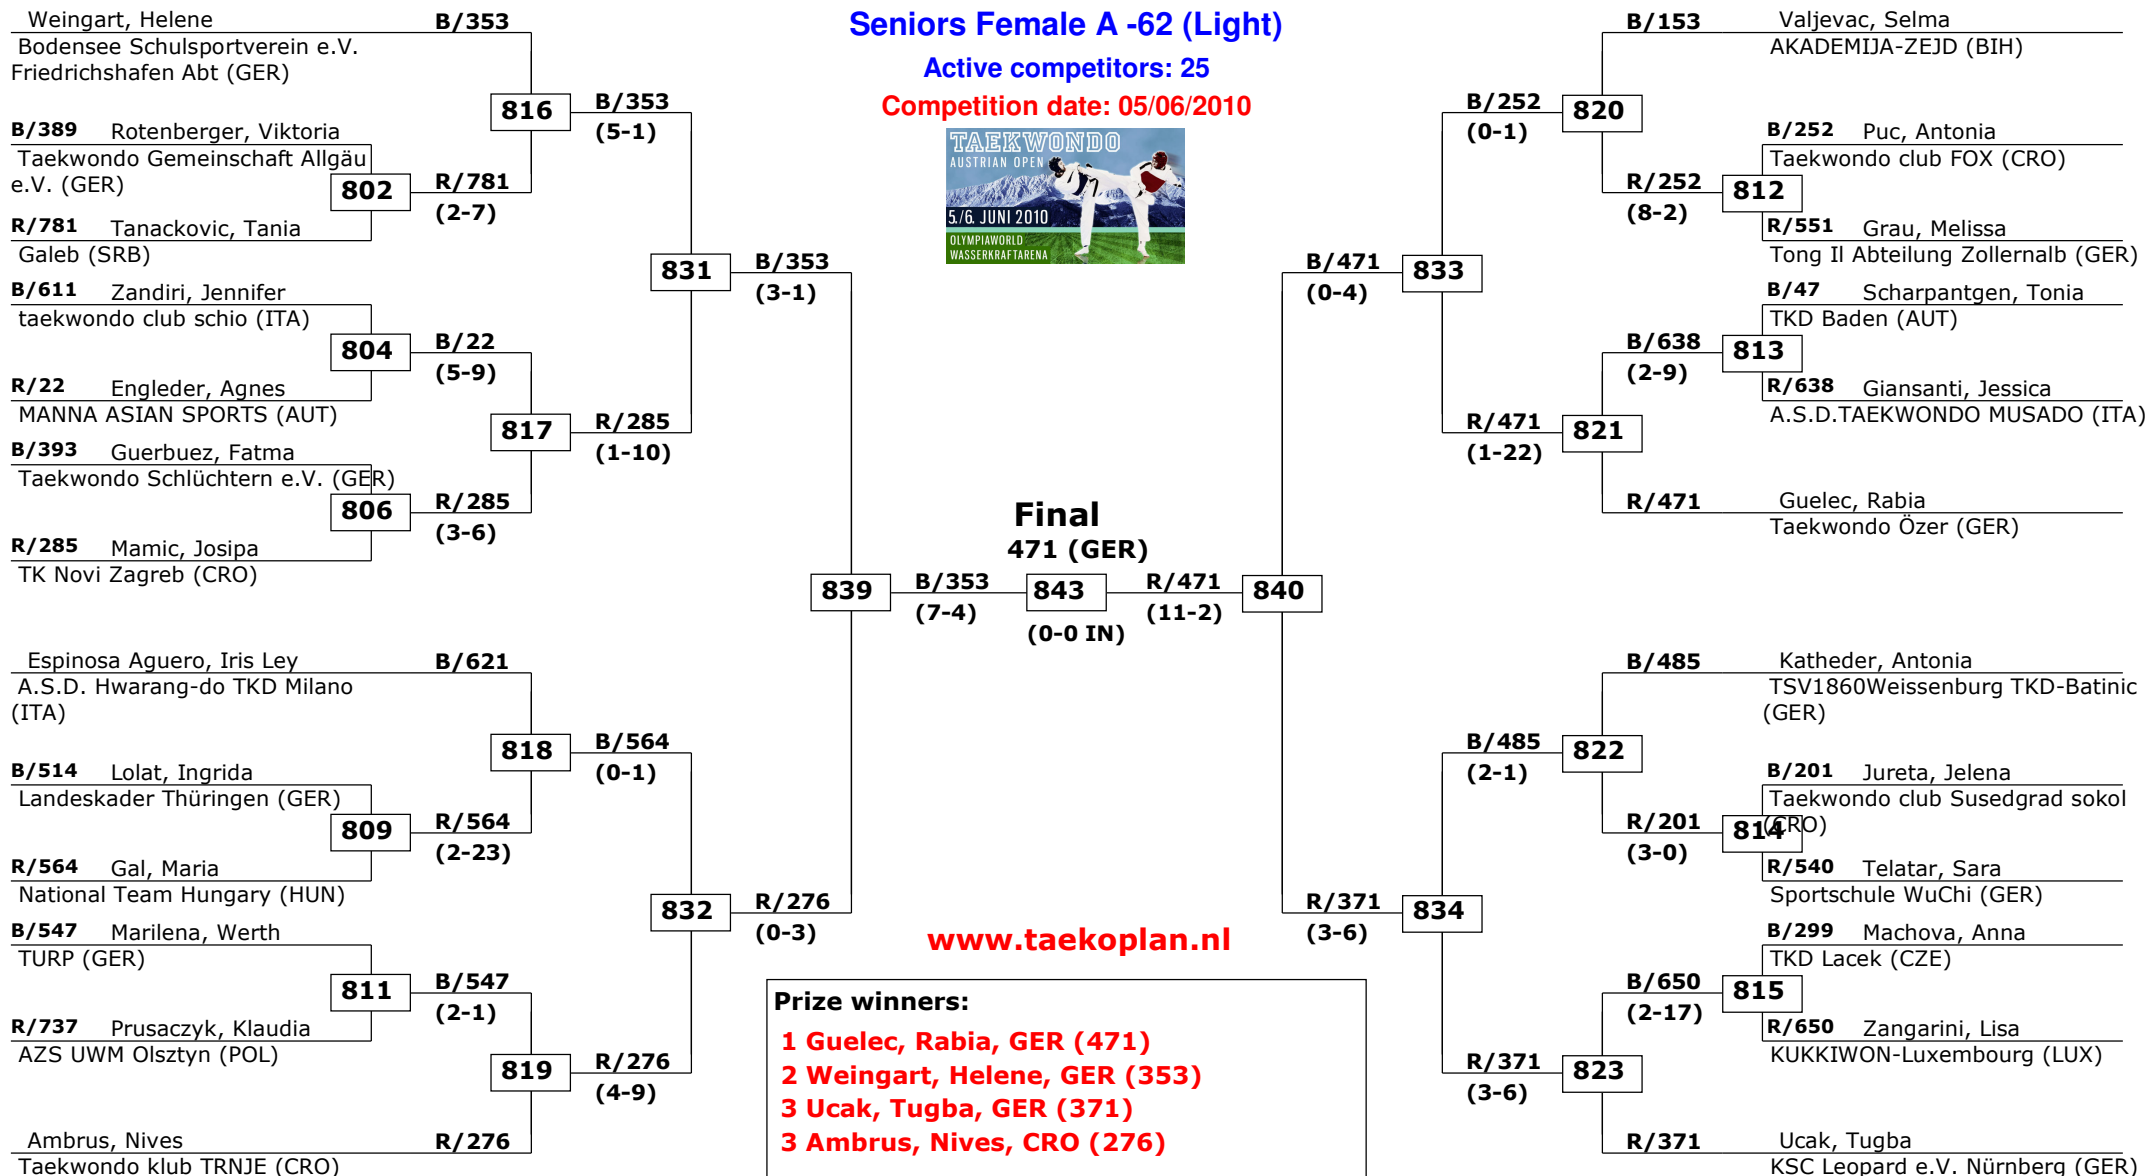 Seniors Female A -62 (Light)
Active competitors: 25
Competition date: 05/06/2010
TAEKWONDO
AUSTRIAN OPEN
5./6. JUNI 2010
OLYMPIAWORLD
WASSERKRAFTARENA
Weingart, Helene B/353
Bodensee Schulsportverein e.V.
Friedrichshafen Abt (GER)
816
B/353
(5-1)
B/389 Rotenberger, Viktoria
Taekwondo Gemeinschaft Allgäu
e.V. (GER)
802
R/781
(2-7)
R/781 Tanackovic, Tania
Galeb (SRB)
831
B/353
(3-1)
B/611 Zandiri, Jennifer
taekwondo club schio (ITA)
804
B/22
(5-9)
R/22 Engleder, Agnes
MANNA ASIAN SPORTS (AUT)
817
R/285
(1-10)
B/393 Guerbuez, Fatma
Taekwondo Schlüchtern e.V. (GER)
806
R/285
(3-6)
R/285 Mamic, Josipa
TK Novi Zagreb (CRO)
839
B/353
(7-4)
Final
471 (GER)
843
(0-0 IN)
R/471
(11-2)
840
Espinosa Aguero, Iris Ley B/621
A.S.D. Hwarang-do TKD Milano
(ITA)
818
B/564
(0-1)
B/514 Lolat, Ingrida
Landeskader Thüringen (GER)
809
R/564
(2-23)
R/564 Gal, Maria
National Team Hungary (HUN)
832
R/276
(0-3)
B/547 Marilena, Werth
TURP (GER)
811
B/547
(2-1)
R/737 Prusaczyk, Klaudia
AZS UWM Olsztyn (POL)
819
R/276
(4-9)
Ambrus, Nives R/276
Taekwondo klub TRNJE (CRO)
B/153 Valjevac, Selma
AKADEMIJA-ZEJD (BIH)
B/252
(0-1)
820
B/252 Puc, Antonia
Taekwondo club FOX (CRO)
R/252
(8-2)
812
R/551 Grau, Melissa
Tong Il Abteilung Zollernalb (GER)
B/471
(0-4)
833
B/47 Scharpantgen, Tonia
TKD Baden (AUT)
B/638
(2-9)
813
R/638 Giansanti, Jessica
A.S.D.TAEKWONDO MUSADO (ITA)
R/471
(1-22)
821
R/471 Guelec, Rabia
Taekwondo Özer (GER)
B/485 Katheder, Antonia
TSV1860Weissenburg TKD-Batinic
(GER)
B/485
(2-1)
822
B/201 Jureta, Jelena
Taekwondo club Susedgrad sokol
(CRO)
R/201
(3-0)
814
R/540 Telatar, Sara
Sportschule WuChi (GER)
R/371
(3-6)
834
B/299 Machova, Anna
TKD Lacek (CZE)
B/650
(2-17)
815
R/650 Zangarini, Lisa
KUKKIWON-Luxembourg (LUX)
R/371
(3-6)
823
R/371 Ucak, Tugba
KSC Leopard e.V. Nürnberg (GER)
www.taekoplan.nl
Prize winners:
1 Guelec, Rabia, GER (471)
2 Weingart, Helene, GER (353)
3 Ucak, Tugba, GER (371)
3 Ambrus, Nives, CRO (276)